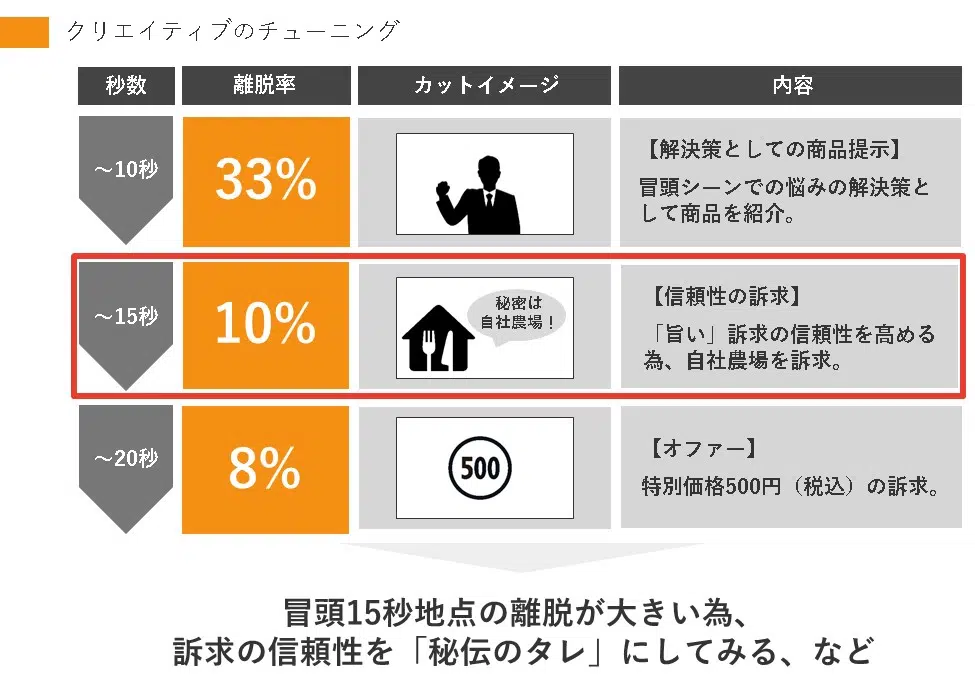 クリエイティブのチューニング
秒数
離脱率
カットイメージ
内容
～10秒
33%
【解決策としての商品提示】
冒頭シーンでの悩みの解決策と
して商品を紹介。
～15秒
10%
秘密は
自社農場！
【信頼性の訴求】
「旨い」訴求の信頼性を高める
為、自社農場を訴求。
～20秒
8%
500
【オファー】
特別価格500円（税込）の訴求。
冒頭15秒地点の離脱が大きい為、
訴求の信頼性を「秘伝のタレ」にしてみる、など